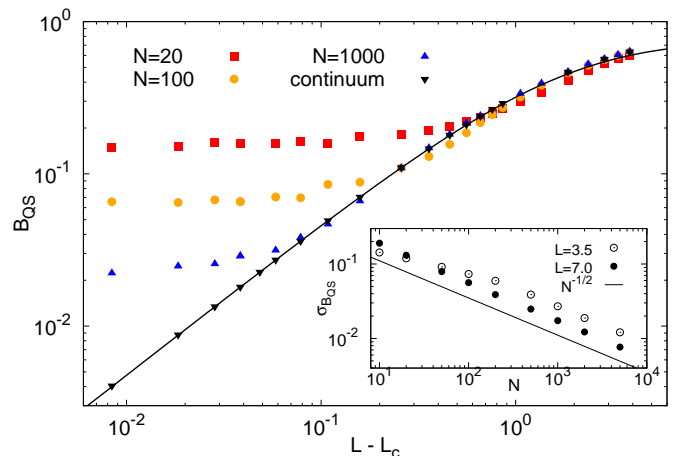 10^0
N=20 N=1000
N=100 continuum
10^-1
B_QS
10^-2
L=3.5
L=7.0
N^-1/2
10^-1
σ_B_QS
10^-2
10^1 10^2 10^3 10^4
N
10^-2 10^-1 10^0
L - L_c